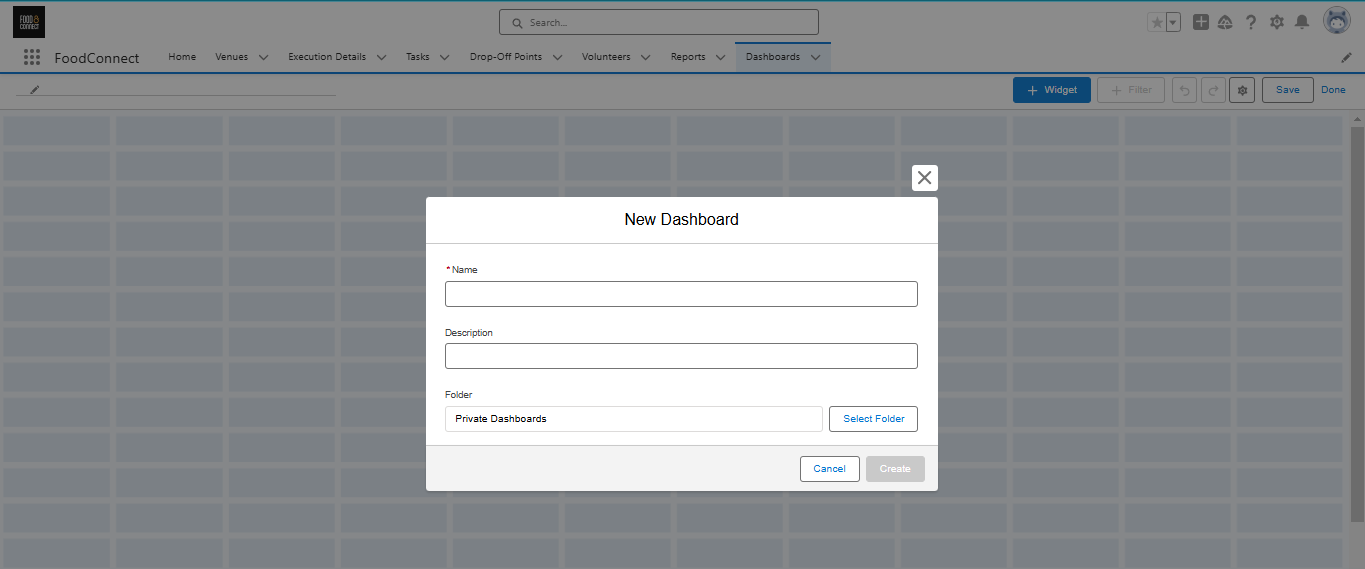 FOOD&
CONNECT
Search...
FoodConnect
Home
Venues
Execution Details
Tasks
Drop-Off Points
Volunteers
Reports
Dashboards
+ Widget
+ Filter
Save
Done
New Dashboard
* Name
Description
Folder
Private Dashboards
Select Folder
Cancel
Create